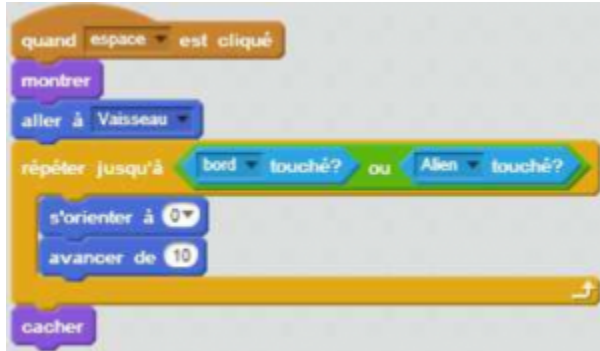 quand espace est cliqué
montrer
aller à Vaisseau
répéter jusqu'à bord touché? ou Alien touché?
s'orienter à 0
avancer de 10
cacher